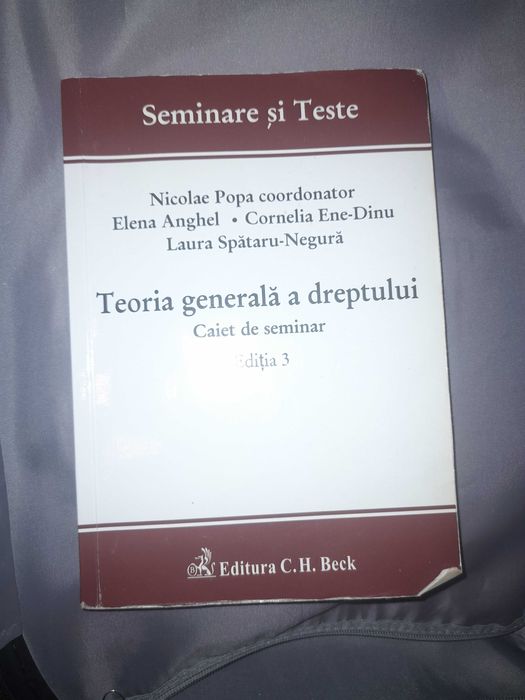 Seminare și Teste
Nicolae Popa coordonator
Elena Anghel • Cornelia Ene-Dinu
Laura Spătaru-Negură
Teoria generală a dreptului
Caiet de seminar
Ediția 3
Editura C.H. Beck